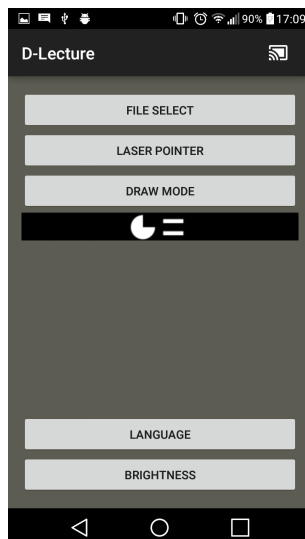 90% 17:09
D-Lecture
FILE SELECT
LASER POINTER
DRAW MODE
LANGUAGE
BRIGHTNESS